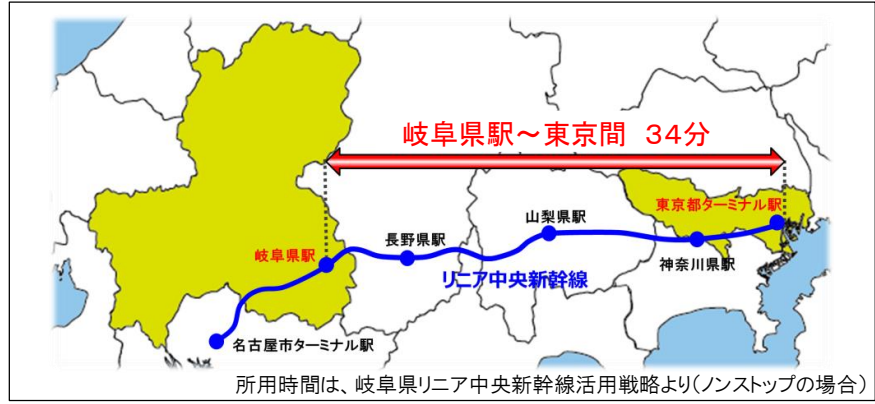 岐阜県駅～東京間　34分
東京都ターミナル駅
山梨県駅
長野県駅
岐阜県駅
神奈川県駅
リニア中央新幹線
名古屋市ターミナル駅
所用時間は、岐阜県リニア中央新幹線活用戦略より(ノンストップの場合)